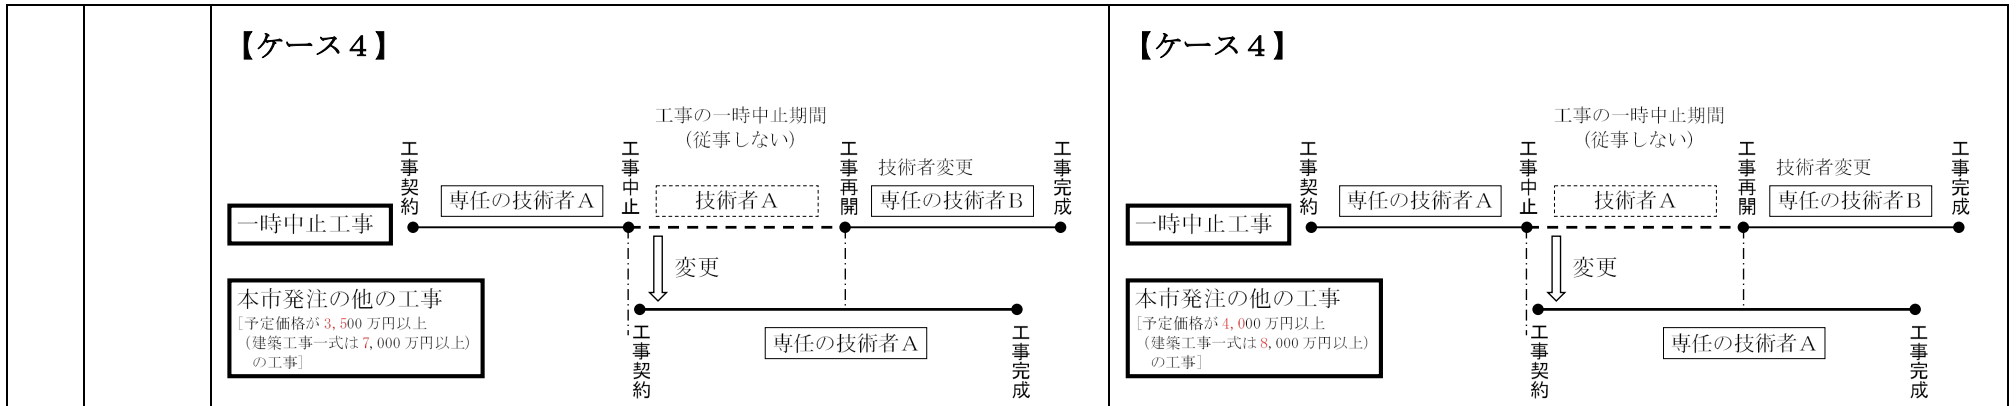 【ケース４】
工事の一時中止期間
（従事しない）
工事契約
工事中止
工事再開
技術者変更
工事完成
専任の技術者Ａ
技術者Ａ
専任の技術者Ｂ
一時中止工事
変更
本市発注の他の工事
[予定価格が 3,500 万円以上
（建築工事一式は 7,000 万円以上）
の工事]
専任の技術者Ａ
工事契約
工事完成
【ケース４】
工事の一時中止期間
（従事しない）
工事契約
工事中止
工事再開
技術者変更
工事完成
専任の技術者Ａ
技術者Ａ
専任の技術者Ｂ
一時中止工事
変更
本市発注の他の工事
[予定価格が 4,000 万円以上
（建築工事一式は 8,000 万円以上）
の工事]
専任の技術者Ａ
工事契約
工事完成